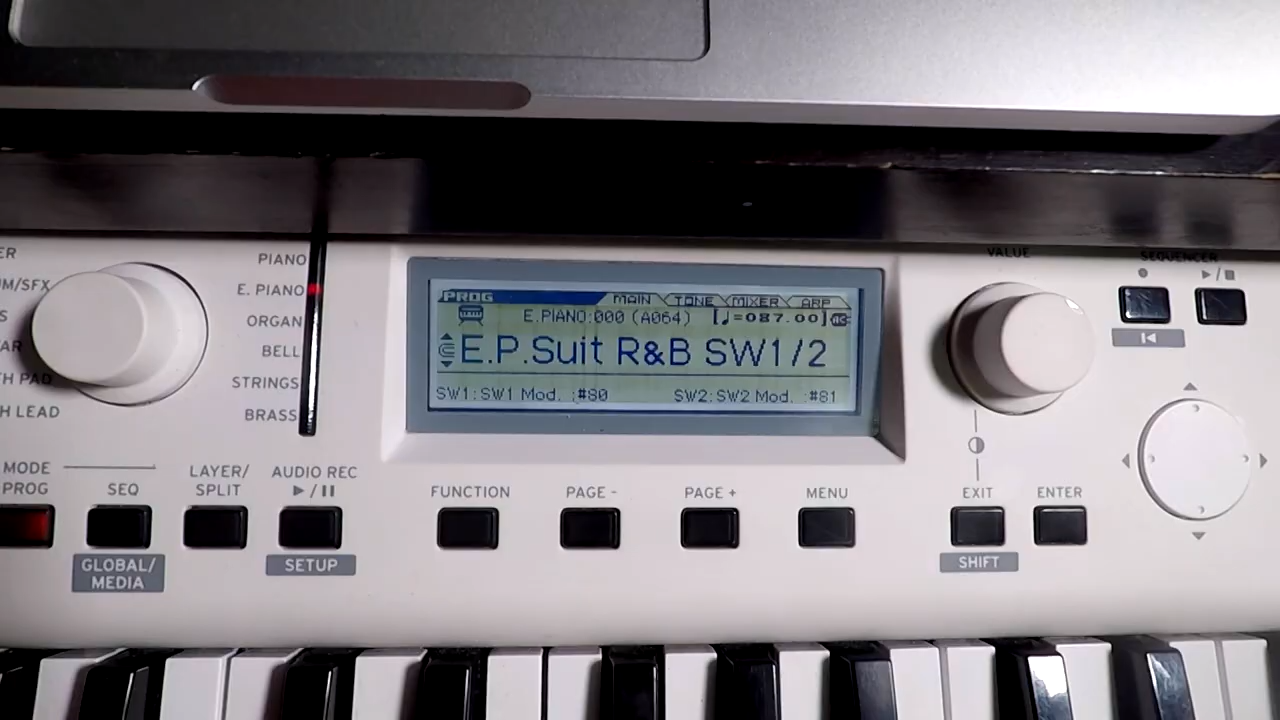 ER
UM/SFX
S
AR
TH PAD
H LEAD
PIANO
E. PIANO
ORGAN
BELL
STRINGS
BRASS
PROG MAIN TONE MIXER ARP
E.PIANO:000 (A064) [♩=087.00]
E.P.Suit R&B SW1/2
SW1:SW1 Mod. :#80 SW2:SW2 Mod. :#81
VALUE
SEQUENCER
MODE
PROG
SEQ
GLOBAL/
MEDIA
LAYER/
SPLIT
AUDIO REC
SETUP
FUNCTION
PAGE -
PAGE +
MENU
EXIT
SHIFT
ENTER